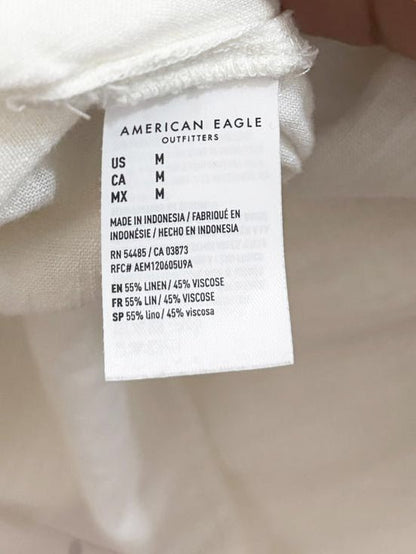 AMERICAN EAGLE
OUTFITTERS
US M
CA M
MX M
MADE IN INDONESIA / FABRIQUÉ EN
INDONÉSIE / HECHO EN INDONESIA
RN 54485 / CA 03873
RFC# AEM120605U9A
EN 55% LINEN / 45% VISCOSE
FR 55% LIN / 45% VISCOSE
SP 55% lino / 45% viscosa